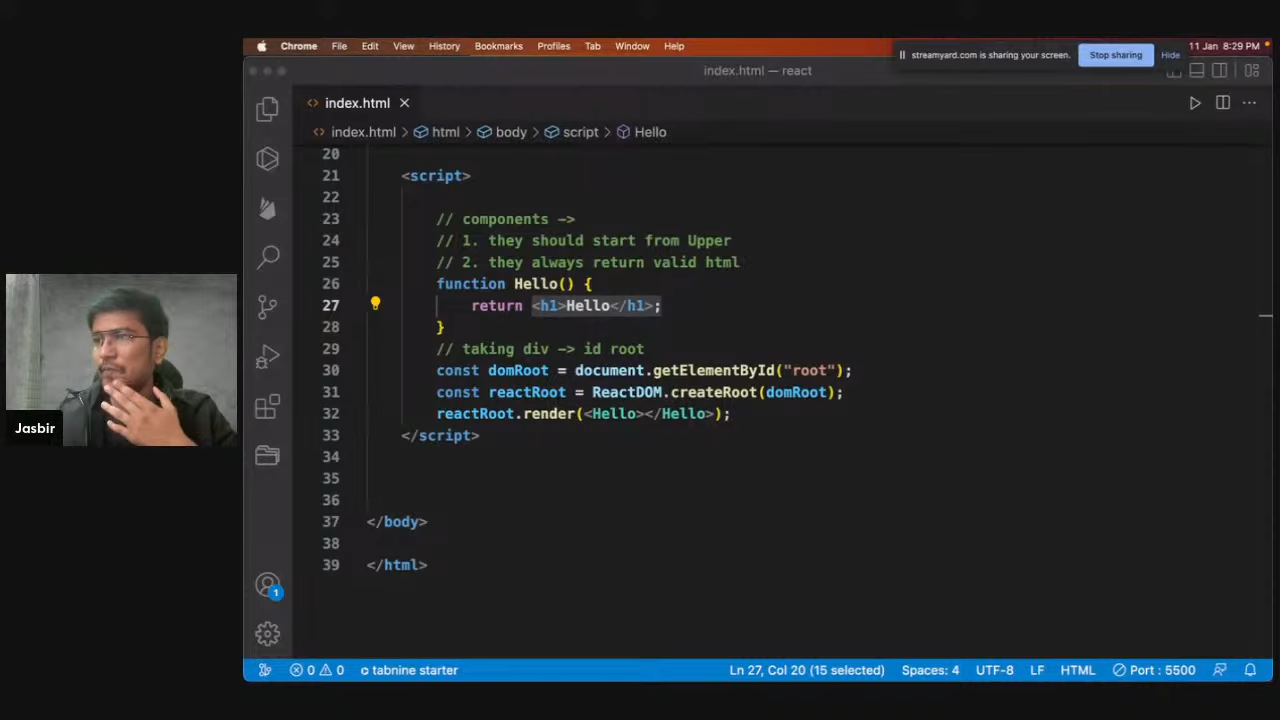 Chrome File Edit View History Bookmarks Profiles Tab Window Help
streamyard.com is sharing your screen. Stop sharing Hide
11 Jan 8:29 PM
index.html — react
index.html
index.html > html > body > script > Hello
20
21 <script>
22
23 // components ->
24 // 1. they should start from Upper
25 // 2. they always return valid html
26 function Hello() {
27 return <h1>Hello</h1>;
28 }
29 // taking div -> id root
30 const domRoot = document.getElementById("root");
31 const reactRoot = ReactDOM.createRoot(domRoot);
32 reactRoot.render(<Hello></Hello>);
33 </script>
34
35
36
37 </body>
38
39 </html>
Jasbir
1
0 0 tabnine starter Ln 27, Col 20 (15 selected) Spaces: 4 UTF-8 LF HTML Port : 5500